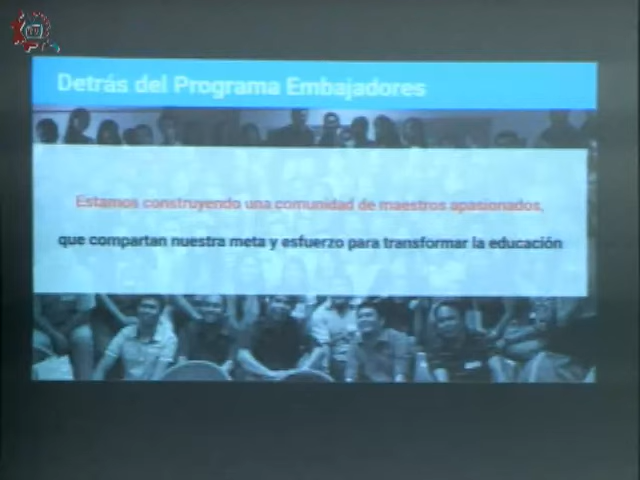 Detrás del Programa Embajadores
Estamos construyendo una comunidad de maestros apasionados,
que compartan nuestra meta y esfuerzo para transformar la educación